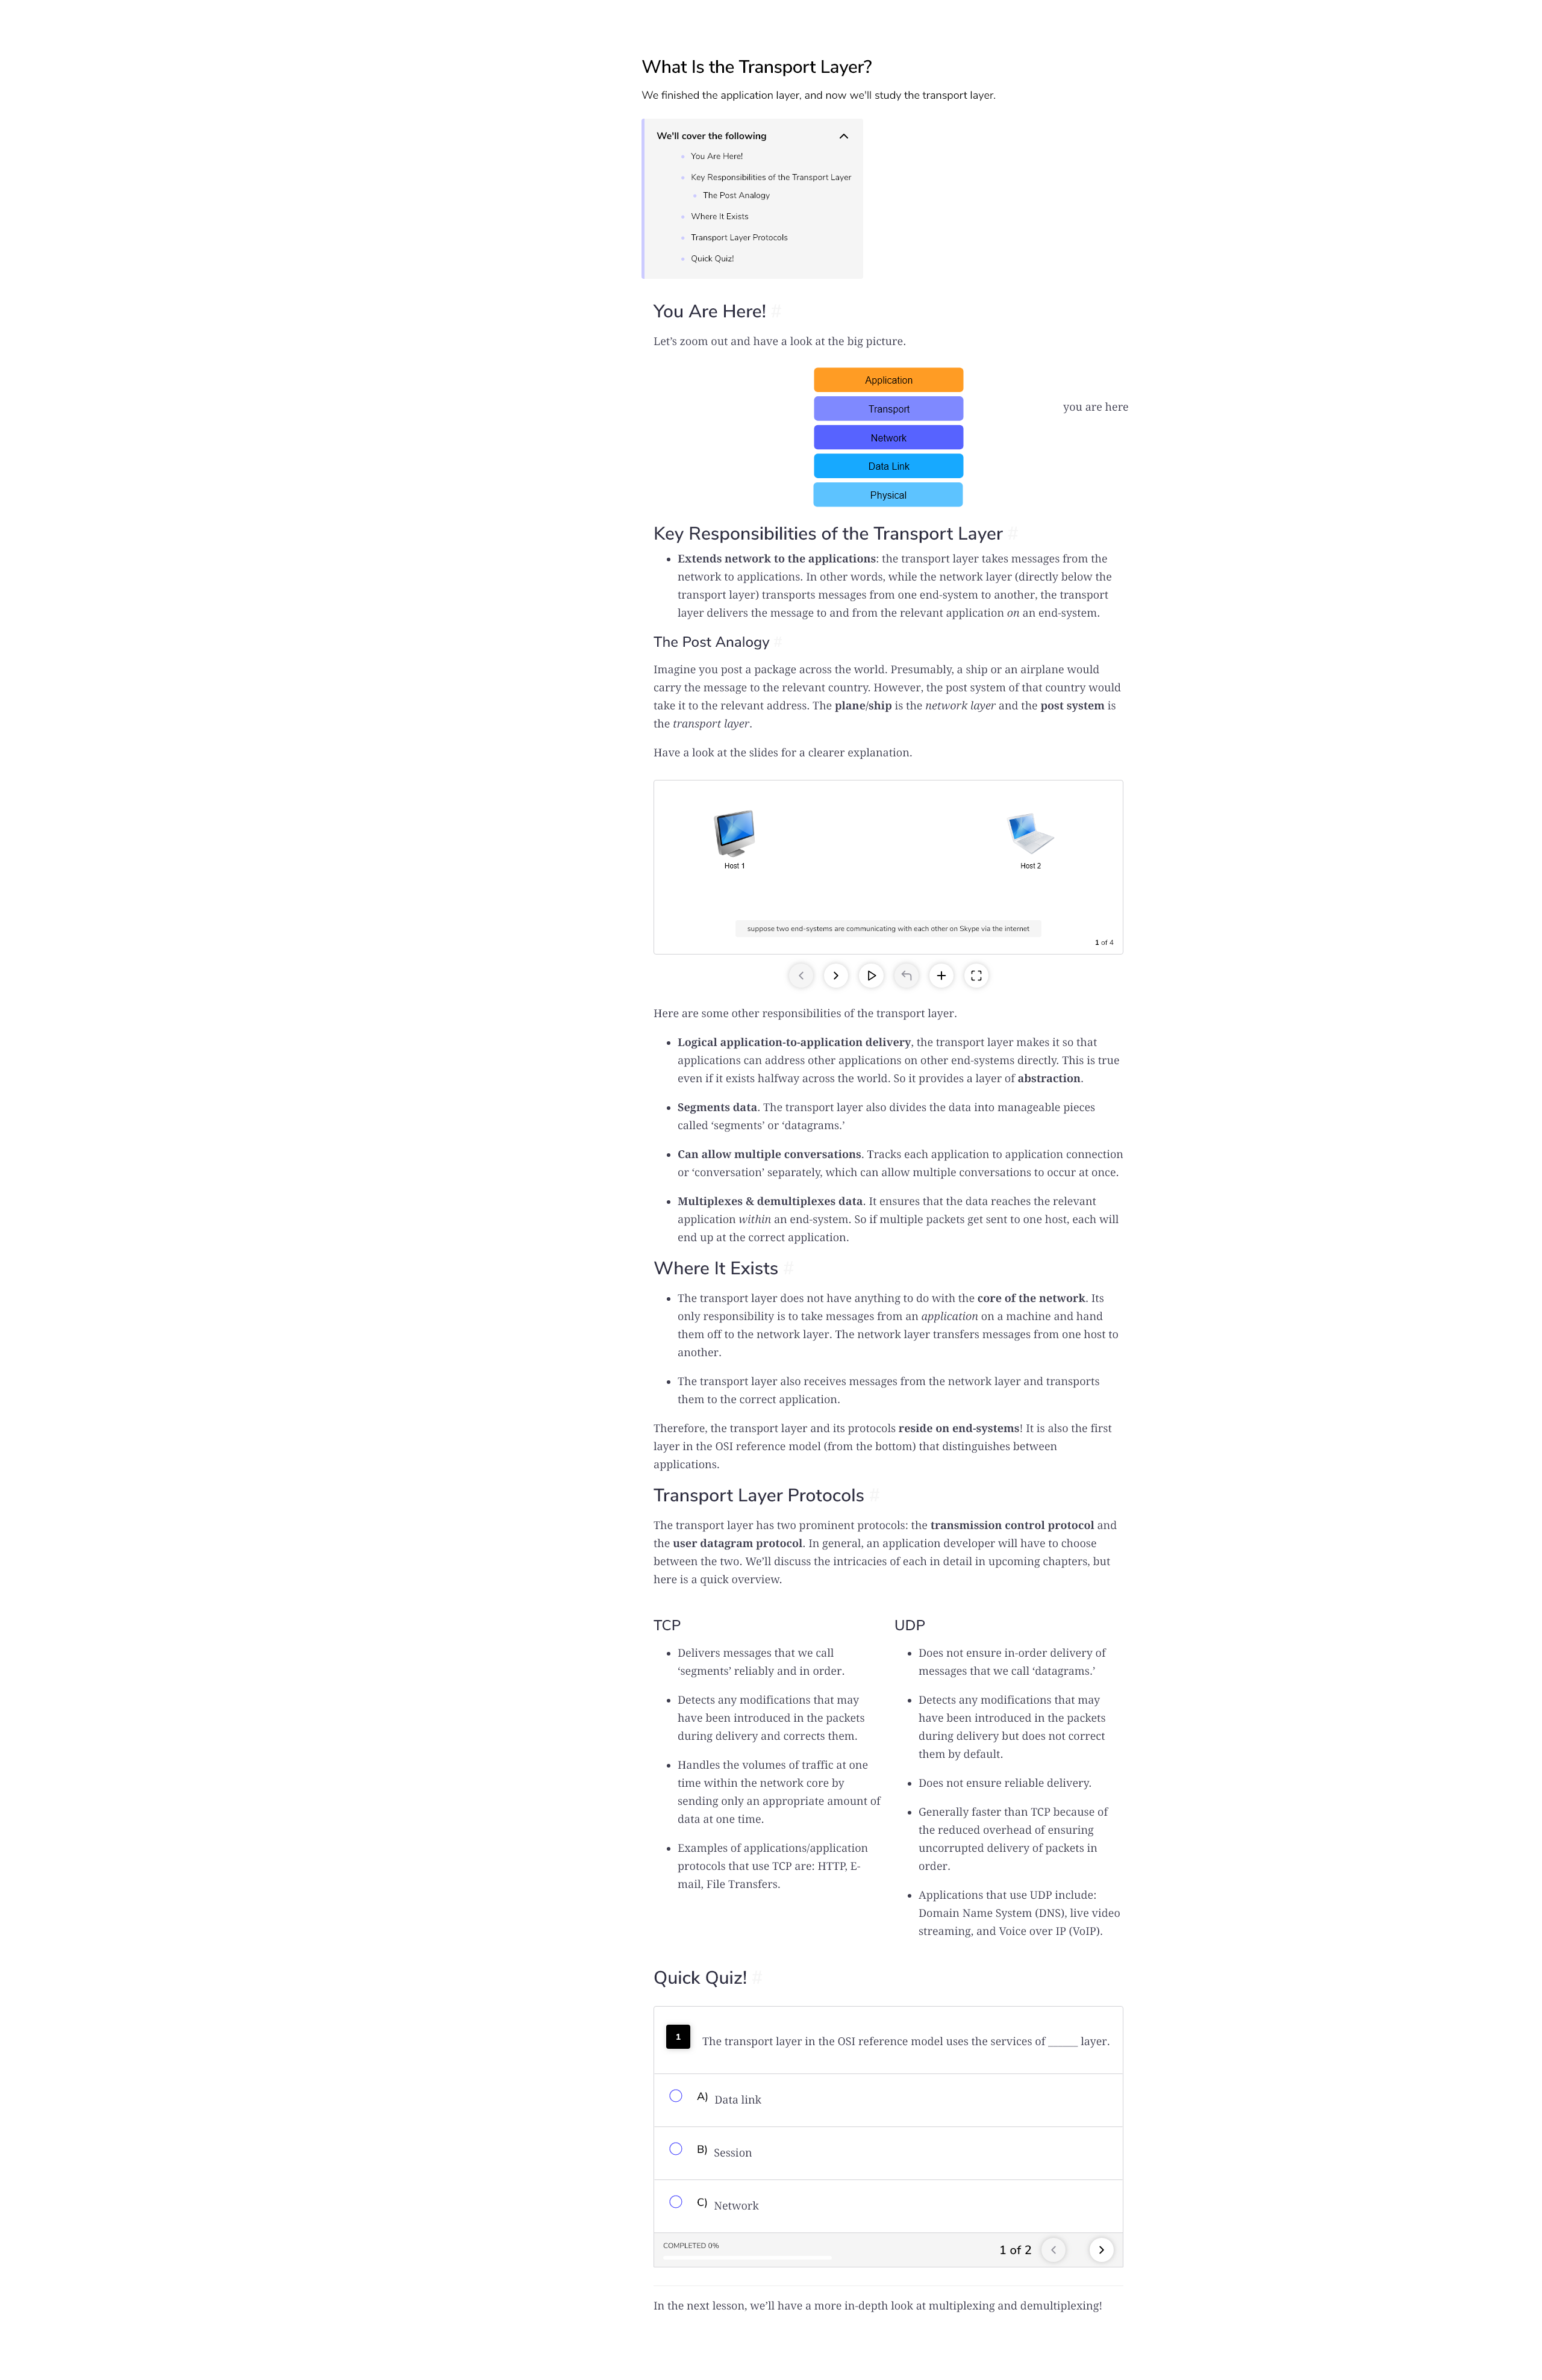 What Is the Transport Layer?
We finished the application layer, and now we'll study the transport layer.
We'll cover the following
You Are Here!
Key Responsibilities of the Transport Layer
The Post Analogy
Where It Exists
Transport Layer Protocols
Quick Quiz!
You Are Here! #
Let's zoom out and have a look at the big picture.
Application
Transport
you are here
Network
Data Link
Physical
Key Responsibilities of the Transport Layer #
• Extends network to the applications: the transport layer takes messages from the
network to applications. In other words, while the network layer (directly below the
transport layer) transports messages from one end-system to another, the transport
layer delivers the message to and from the relevant application on an end-system.
The Post Analogy #
Imagine you post a package across the world. Presumably, a ship or an airplane would
carry the message to the relevant country. However, the post system of that country would
take it to the relevant address. The plane/ship is the network layer and the post system is
the transport layer.
Have a look at the slides for a clearer explanation.
Host 1
Host 2
suppose two end-systems are communicating with each other on Skype via the internet
1 of 4
Here are some other responsibilities of the transport layer.
• Logical application-to-application delivery, the transport layer makes it so that
applications can address other applications on other end-systems directly. This is true
even if it exists halfway across the world. So it provides a layer of abstraction.
• Segments data. The transport layer also divides the data into manageable pieces
called ‘segments’ or ‘datagrams.’
• Can allow multiple conversations. Tracks each application to application connection
or ‘conversation’ separately, which can allow multiple conversations to occur at once.
• Multiplexes & demultiplexes data. It ensures that the data reaches the relevant
application within an end-system. So if multiple packets get sent to one host, each will
end up at the correct application.
Where It Exists #
• The transport layer does not have anything to do with the core of the network. Its
only responsibility is to take messages from an application on a machine and hand
them off to the network layer. The network layer transfers messages from one host to
another.
• The transport layer also receives messages from the network layer and transports
them to the correct application.
Therefore, the transport layer and its protocols reside on end-systems! It is also the first
layer in the OSI reference model (from the bottom) that distinguishes between
applications.
Transport Layer Protocols #
The transport layer has two prominent protocols: the transmission control protocol and
the user datagram protocol. In general, an application developer will have to choose
between the two. We'll discuss the intricacies of each in detail in upcoming chapters, but
here is a quick overview.
TCP
• Delivers messages that we call
‘segments’ reliably and in order.
• Detects any modifications that may
have been introduced in the packets
during delivery and corrects them.
• Handles the volumes of traffic at one
time within the network core by
sending only an appropriate amount of
data at one time.
• Examples of applications/application
protocols that use TCP are: HTTP, E-
mail, File Transfers.
UDP
• Does not ensure in-order delivery of
messages that we call ‘datagrams.’
• Detects any modifications that may
have been introduced in the packets
during delivery but does not correct
them by default.
• Does not ensure reliable delivery.
• Generally faster than TCP because of
the reduced overhead of ensuring
uncorrupted delivery of packets in
order.
• Applications that use UDP include:
Domain Name System (DNS), live video
streaming, and Voice over IP (VoIP).
Quick Quiz! #
1 The transport layer in the OSI reference model uses the services of _____ layer.
A) Data link
B) Session
C) Network
COMPLETED 0%
1 of 2
In the next lesson, we'll have a more in-depth look at multiplexing and demultiplexing!